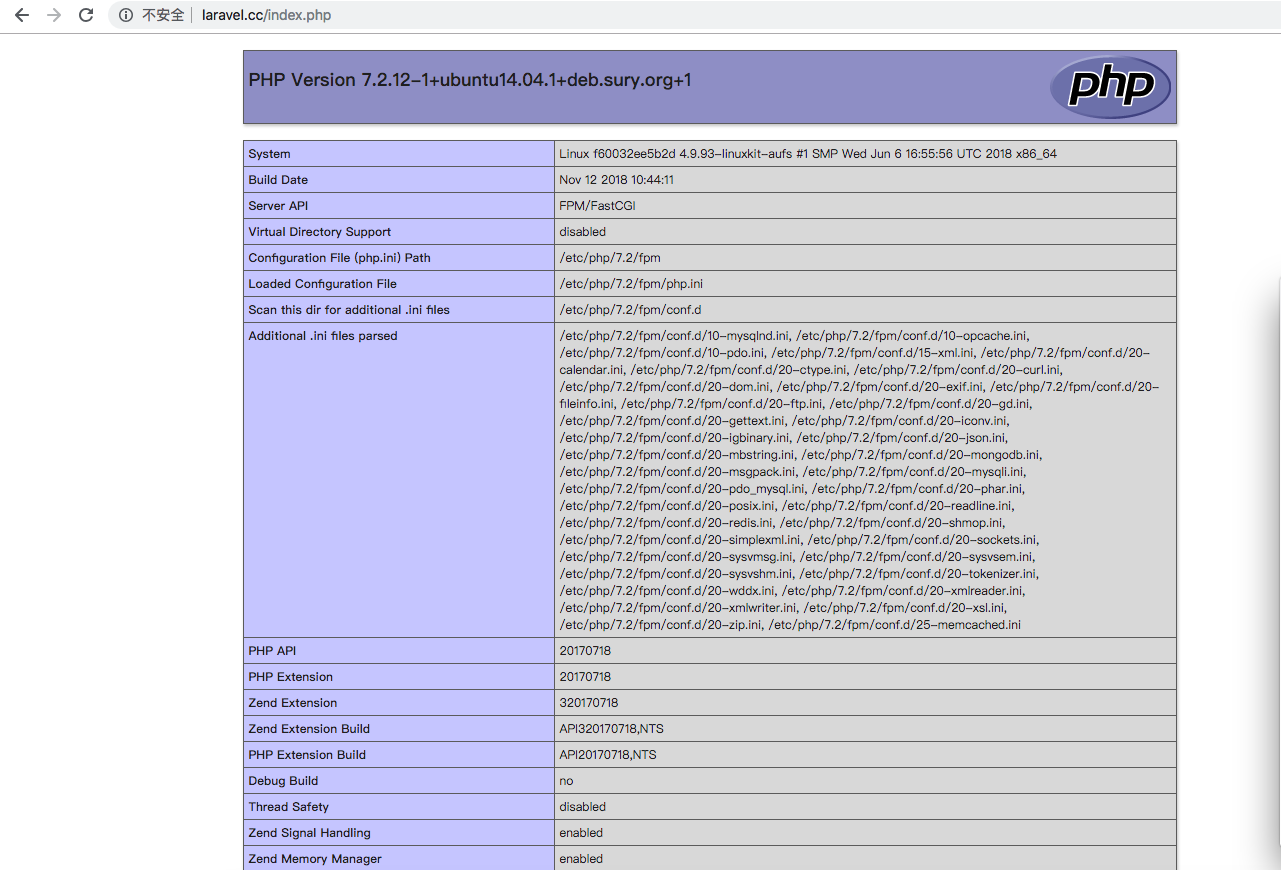 不安全 laravel.cc/index.php
PHP Version 7.2.12-1+ubuntu14.04.1+deb.sury.org+1
php
System Linux f60032ee5b2d 4.9.93-linuxkit-aufs #1 SMP Wed Jun 6 16:55:56 UTC 2018 x86_64
Build Date Nov 12 2018 10:44:11
Server API FPM/FastCGI
Virtual Directory Support disabled
Configuration File (php.ini) Path /etc/php/7.2/fpm
Loaded Configuration File /etc/php/7.2/fpm/php.ini
Scan this dir for additional .ini files /etc/php/7.2/fpm/conf.d
Additional .ini files parsed /etc/php/7.2/fpm/conf.d/10-mysqlnd.ini, /etc/php/7.2/fpm/conf.d/10-opcache.ini,
/etc/php/7.2/fpm/conf.d/10-pdo.ini, /etc/php/7.2/fpm/conf.d/15-xml.ini, /etc/php/7.2/fpm/conf.d/20-
calendar.ini, /etc/php/7.2/fpm/conf.d/20-ctype.ini, /etc/php/7.2/fpm/conf.d/20-curl.ini,
/etc/php/7.2/fpm/conf.d/20-dom.ini, /etc/php/7.2/fpm/conf.d/20-exif.ini, /etc/php/7.2/fpm/conf.d/20-
fileinfo.ini, /etc/php/7.2/fpm/conf.d/20-ftp.ini, /etc/php/7.2/fpm/conf.d/20-gd.ini,
/etc/php/7.2/fpm/conf.d/20-gettext.ini, /etc/php/7.2/fpm/conf.d/20-iconv.ini,
/etc/php/7.2/fpm/conf.d/20-igbinary.ini, /etc/php/7.2/fpm/conf.d/20-json.ini,
/etc/php/7.2/fpm/conf.d/20-mbstring.ini, /etc/php/7.2/fpm/conf.d/20-mongodb.ini,
/etc/php/7.2/fpm/conf.d/20-msgpack.ini, /etc/php/7.2/fpm/conf.d/20-mysqli.ini,
/etc/php/7.2/fpm/conf.d/20-pdo_mysql.ini, /etc/php/7.2/fpm/conf.d/20-phar.ini,
/etc/php/7.2/fpm/conf.d/20-posix.ini, /etc/php/7.2/fpm/conf.d/20-readline.ini,
/etc/php/7.2/fpm/conf.d/20-redis.ini, /etc/php/7.2/fpm/conf.d/20-shmop.ini,
/etc/php/7.2/fpm/conf.d/20-simplexml.ini, /etc/php/7.2/fpm/conf.d/20-sockets.ini,
/etc/php/7.2/fpm/conf.d/20-sysvmsg.ini, /etc/php/7.2/fpm/conf.d/20-sysvsem.ini,
/etc/php/7.2/fpm/conf.d/20-sysvshm.ini, /etc/php/7.2/fpm/conf.d/20-tokenizer.ini,
/etc/php/7.2/fpm/conf.d/20-wddx.ini, /etc/php/7.2/fpm/conf.d/20-xmlreader.ini,
/etc/php/7.2/fpm/conf.d/20-xmlwriter.ini, /etc/php/7.2/fpm/conf.d/20-xsl.ini,
/etc/php/7.2/fpm/conf.d/20-zip.ini, /etc/php/7.2/fpm/conf.d/25-memcached.ini
PHP API 20170718
PHP Extension 20170718
Zend Extension 320170718
Zend Extension Build API320170718,NTS
PHP Extension Build API20170718,NTS
Debug Build no
Thread Safety disabled
Zend Signal Handling enabled
Zend Memory Manager enabled